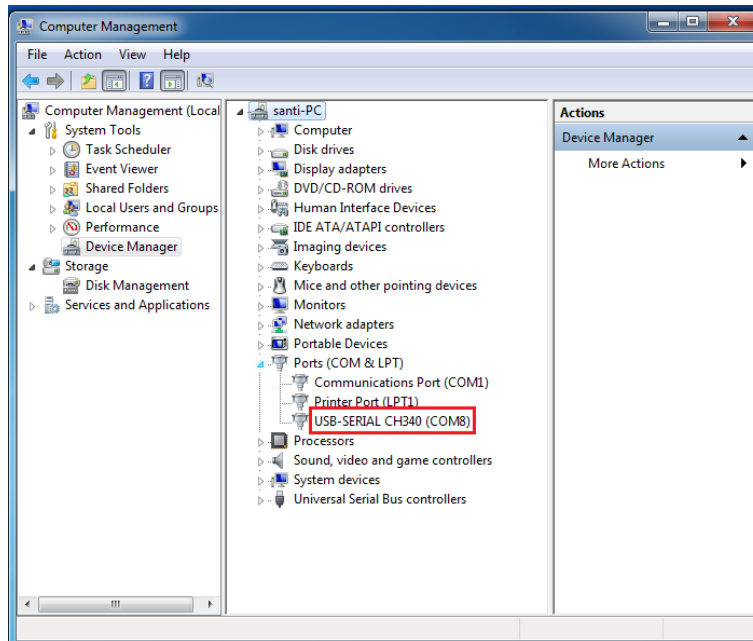 Computer Management
File Action View Help
Computer Management (Local
System Tools
Task Scheduler
Event Viewer
Shared Folders
Local Users and Groups
Performance
Device Manager
Storage
Disk Management
Services and Applications
santi-PC
Computer
Disk drives
Display adapters
DVD/CD-ROM drives
Human Interface Devices
IDE ATA/ATAPI controllers
Imaging devices
Keyboards
Mice and other pointing devices
Monitors
Network adapters
Portable Devices
Ports (COM & LPT)
Communications Port (COM1)
Printer Port (LPT1)
USB-SERIAL CH340 (COM8)
Processors
Sound, video and game controllers
System devices
Universal Serial Bus controllers
Actions
Device Manager
More Actions